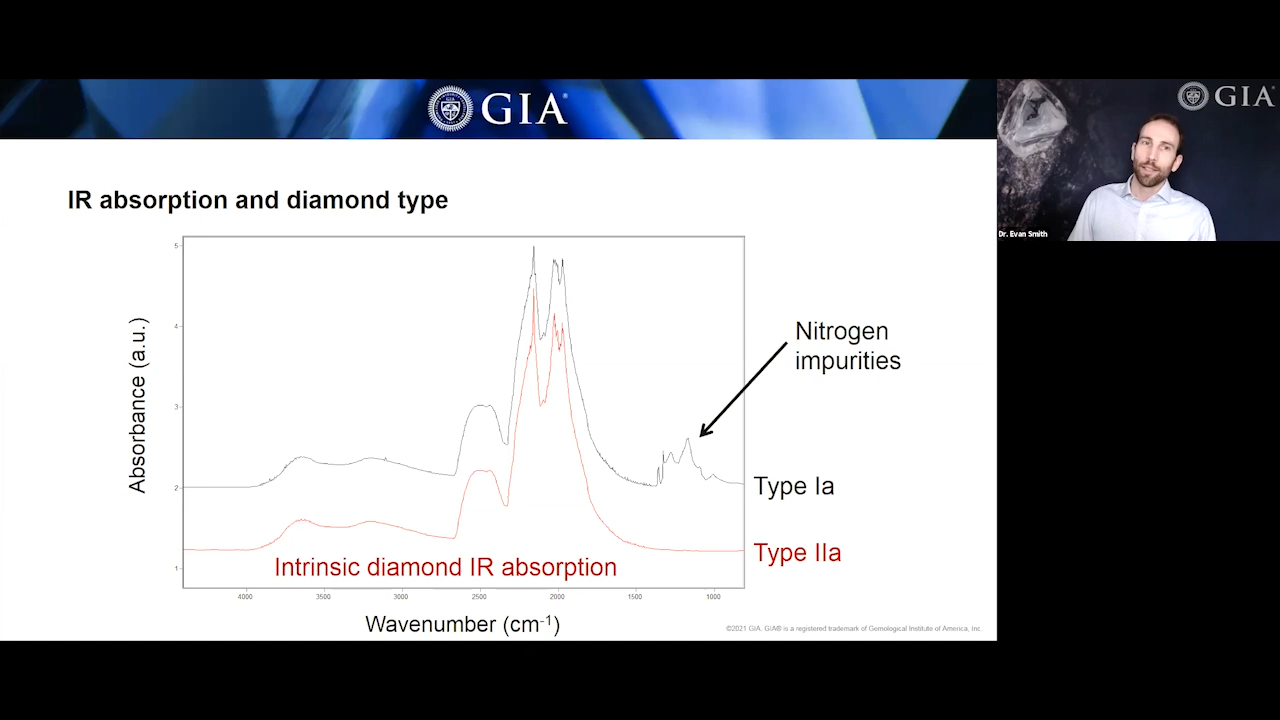 GIA
GIA
Dr. Evan Smith
IR absorption and diamond type
5
4
3
2
1
Absorbance (a.u.)
Nitrogen
impurities
Type Ia
Type IIa
Intrinsic diamond IR absorption
4000 3500 3000 2500 2000 1500 1000
Wavenumber (cm⁻¹)
©2021 GIA. GIA® is a registered trademark of Gemological Institute of America, Inc.